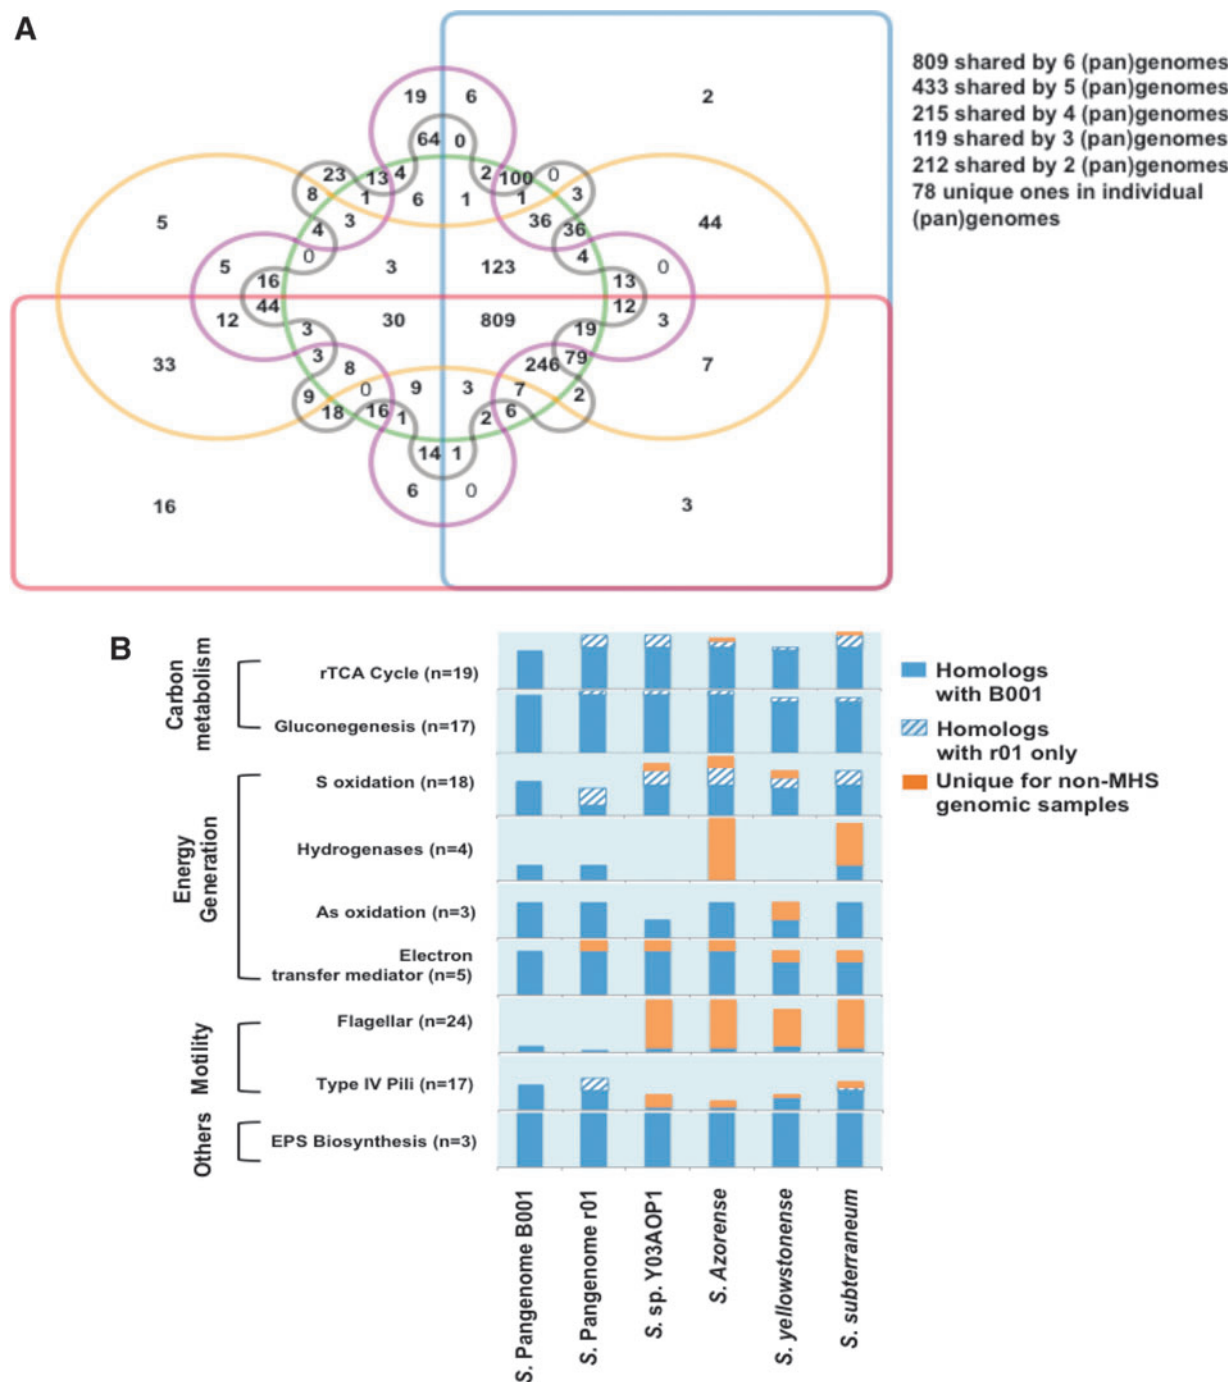 A
809 shared by 6 (pan)genomes
433 shared by 5 (pan)genomes
215 shared by 4 (pan)genomes
119 shared by 3 (pan)genomes
212 shared by 2 (pan)genomes
78 unique ones in individual
(pan)genomes
19 6 2
64 0
23 13 4 2 100 0
8 1 6 1 1 3
5 4 3 36 36 44
0 4
5 16 3 123 13 0
44 12
12 3 30 809 19 3
33 3 8 246 79 7
9 0 9 3 7 2
18 16 1 2 6
14 1
6 0
16 3
B
Carbon
metabolism
rTCA Cycle (n=19)
Gluconegenesis (n=17)
Energy
Generation
S oxidation (n=18)
Hydrogenases (n=4)
As oxidation (n=3)
Electron
transfer mediator (n=5)
Motility
Flagellar (n=24)
Type IV Pili (n=17)
Others
EPS Biosynthesis (n=3)
Homologs
with B001
Homologs
with r01 only
Unique for non-MHS
genomic samples
S. Pangenome B001
S. Pangenome r01
S. sp. Y03AOP1
S. Azorense
S. yellowstonense
S. subterraneum